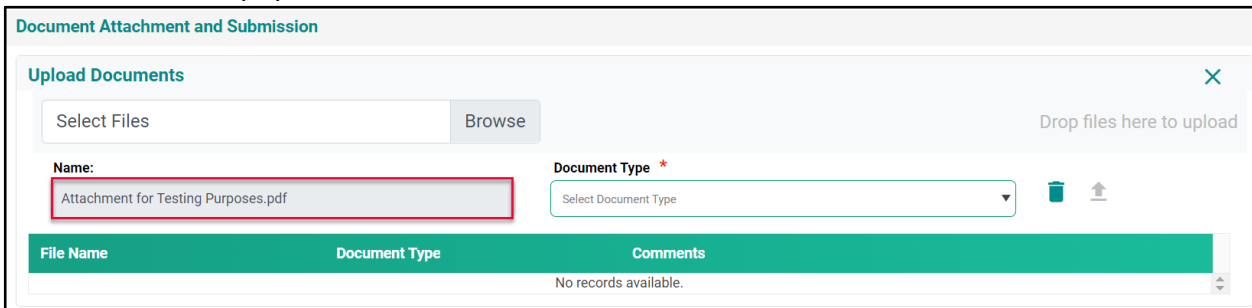 Document Attachment and Submission
Upload Documents
Select Files Browse Drop files here to upload
Name: Document Type *
Attachment for Testing Purposes.pdf Select Document Type
File Name Document Type Comments
No records available.